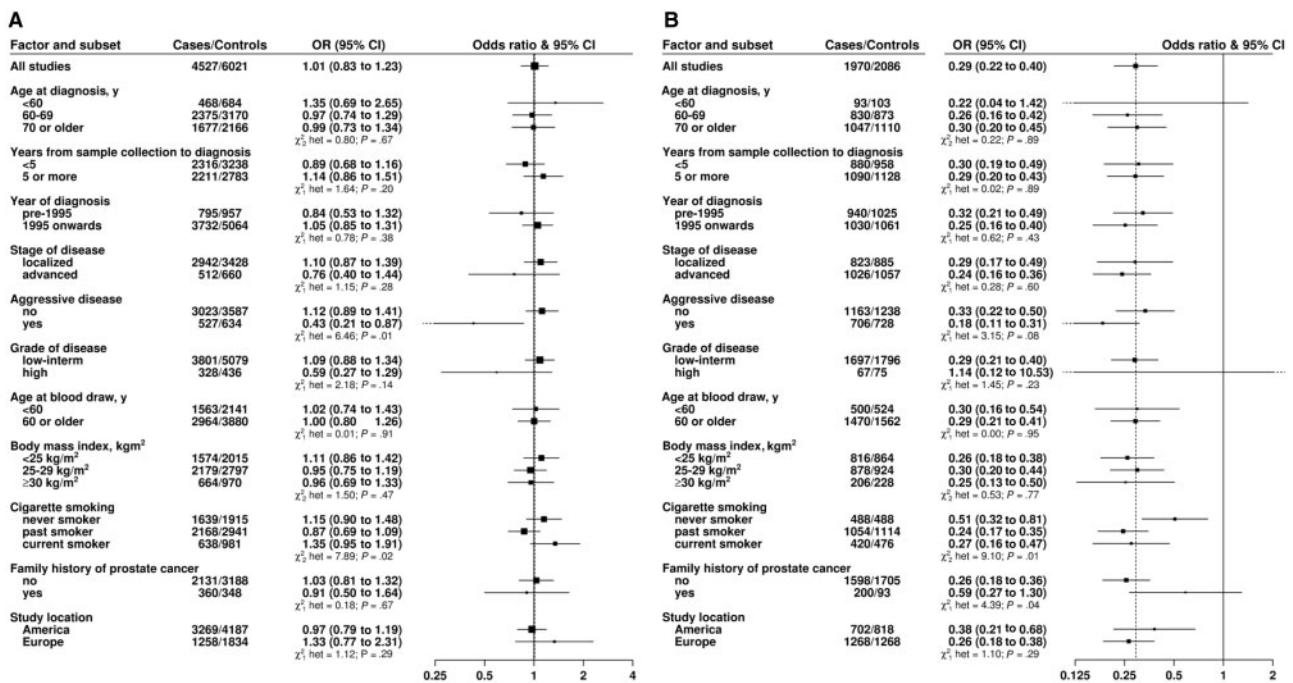 A
Factor and subset Cases/Controls OR (95% CI) Odds ratio & 95% CI
All studies 4527/6021 1.01 (0.83 to 1.23)
Age at diagnosis, y
<60 468/684 1.35 (0.69 to 2.65)
60-69 2375/3170 0.97 (0.74 to 1.29)
70 or older 1677/2166 0.99 (0.73 to 1.34)
χ²₂ het = 0.80; P = .67
Years from sample collection to diagnosis
<5 2316/3238 0.89 (0.68 to 1.16)
5 or more 2211/2783 1.14 (0.86 to 1.51)
χ²₁ het = 1.64; P = .20
Year of diagnosis
pre-1995 795/957 0.84 (0.53 to 1.32)
1995 onwards 3732/5064 1.05 (0.85 to 1.31)
χ²₁ het = 0.78; P = .38
Stage of disease
localized 2942/3428 1.10 (0.87 to 1.39)
advanced 512/660 0.76 (0.40 to 1.44)
χ²₁ het = 1.15; P = .28
Aggressive disease
no 3023/3587 1.12 (0.89 to 1.41)
yes 527/634 0.43 (0.21 to 0.87)
χ²₁ het = 6.46; P = .01
Grade of disease
low-interm 3801/5079 1.09 (0.88 to 1.34)
high 328/436 0.59 (0.27 to 1.29)
χ²₁ het = 2.18; P = .14
Age at blood draw, y
<60 1563/2141 1.02 (0.74 to 1.43)
60 or older 2964/3880 1.00 (0.80 1.26)
χ²₁ het = 0.01; P = .91
Body mass index, kgm²
<25 kg/m² 1574/2015 1.11 (0.86 to 1.42)
25-29 kg/m² 2179/2797 0.95 (0.75 to 1.19)
≥30 kg/m² 664/970 0.96 (0.69 to 1.33)
χ²₂ het = 1.50; P = .47
Cigarette smoking
never smoker 1639/1915 1.15 (0.90 to 1.48)
past smoker 2168/2941 0.87 (0.69 to 1.09)
current smoker 638/981 1.35 (0.95 to 1.91)
χ²₂ het = 7.89; P = .02
Family history of prostate cancer
no 2131/3188 1.03 (0.81 to 1.32)
yes 360/348 0.91 (0.50 to 1.64)
χ²₁ het = 0.18; P = .67
Study location
America 3269/4187 0.97 (0.79 to 1.19)
Europe 1258/1834 1.33 (0.77 to 2.31)
χ²₁ het = 1.12; P = .29
0.25 0.5 1 2 4
B
Factor and subset Cases/Controls OR (95% CI) Odds ratio & 95% CI
All studies 1970/2086 0.29 (0.22 to 0.40)
Age at diagnosis, y
<60 93/103 0.22 (0.04 to 1.42)
60-69 830/873 0.26 (0.16 to 0.42)
70 or older 1047/1110 0.30 (0.20 to 0.45)
χ²₂ het = 0.22; P = .89
Years from sample collection to diagnosis
<5 880/958 0.30 (0.19 to 0.49)
5 or more 1090/1128 0.29 (0.20 to 0.43)
χ²₁ het = 0.02; P = .89
Year of diagnosis
pre-1995 940/1025 0.32 (0.21 to 0.49)
1995 onwards 1030/1061 0.25 (0.16 to 0.40)
χ²₁ het = 0.62; P = .43
Stage of disease
localized 823/885 0.29 (0.17 to 0.49)
advanced 1026/1057 0.24 (0.16 to 0.36)
χ²₁ het = 0.28; P = .60
Aggressive disease
no 1163/1238 0.33 (0.22 to 0.50)
yes 706/728 0.18 (0.11 to 0.31)
χ²₁ het = 3.15; P = .08
Grade of disease
low-interm 1697/1796 0.29 (0.21 to 0.40)
high 67/75 1.14 (0.12 to 10.53)
χ²₁ het = 1.45; P = .23
Age at blood draw, y
<60 500/524 0.30 (0.16 to 0.54)
60 or older 1470/1562 0.29 (0.21 to 0.41)
χ²₁ het = 0.00; P = .95
Body mass index, kgm²
<25 kg/m² 816/864 0.26 (0.18 to 0.38)
25-29 kg/m² 878/924 0.30 (0.20 to 0.44)
≥30 kg/m² 206/228 0.25 (0.13 to 0.50)
χ²₂ het = 0.53; P = .77
Cigarette smoking
never smoker 488/488 0.51 (0.32 to 0.81)
past smoker 1054/1114 0.24 (0.17 to 0.35)
current smoker 420/476 0.27 (0.16 to 0.47)
χ²₂ het = 9.10; P = .01
Family history of prostate cancer
no 1598/1705 0.26 (0.18 to 0.36)
yes 200/93 0.59 (0.27 to 1.30)
χ²₁ het = 4.39; P = .04
Study location
America 702/818 0.38 (0.21 to 0.68)
Europe 1268/1268 0.26 (0.18 to 0.38)
χ²₁ het = 1.10; P = .29
0.125 0.25 0.5 1 2